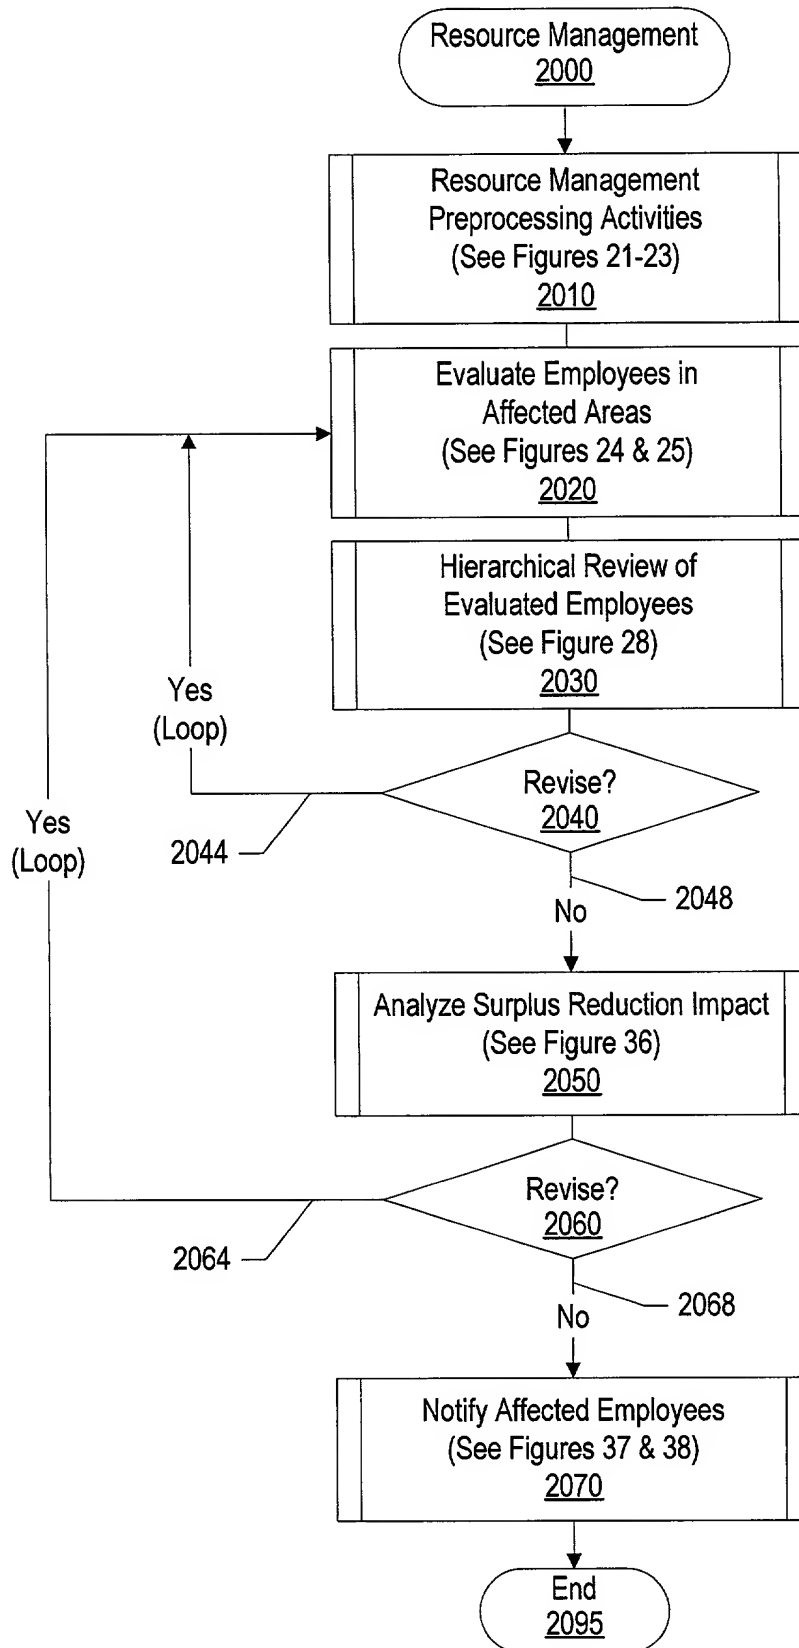 Resource Management
2000
Resource Management
Preprocessing Activities
(See Figures 21-23)
2010
Evaluate Employees in
Affected Areas
(See Figures 24 & 25)
2020
Hierarchical Review of
Evaluated Employees
(See Figure 28)
2030
Yes
(Loop)
Revise?
2040
2044
Yes
(Loop)
2048
No
Analyze Surplus Reduction Impact
(See Figure 36)
2050
Revise?
2060
2064
2068
No
Notify Affected Employees
(See Figures 37 & 38)
2070
End
2095